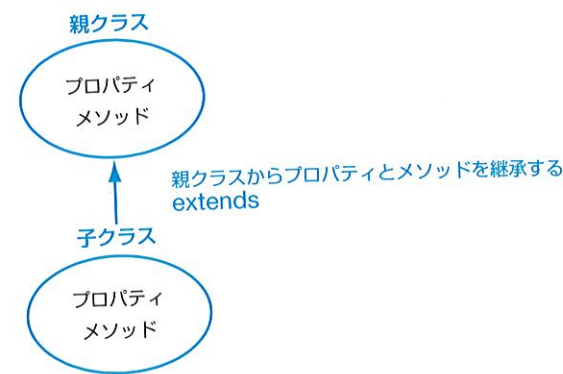 親クラス
プロパティ
メソッド
親クラスからプロパティとメソッドを継承する
extends
子クラス
プロパティ
メソッド